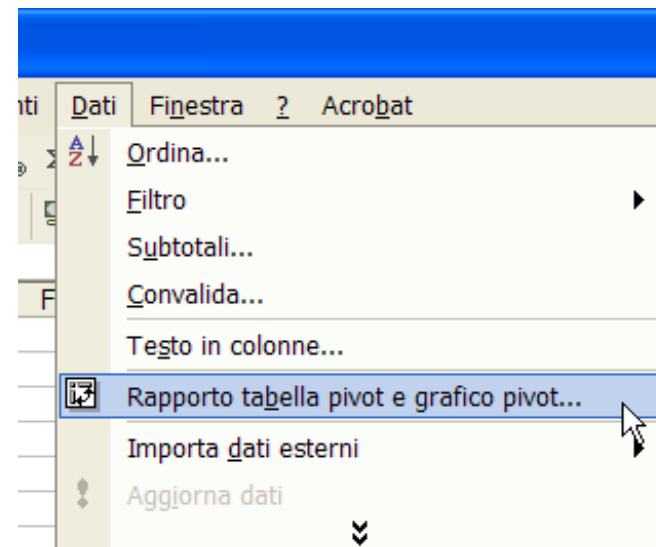 nti Dati Finestra ? Acrobat
Ordina...
Filtro
Subtotali...
Convalida...
F
Testo in colonne...
Rapporto tabella pivot e grafico pivot...
Importa dati esterni
Aggiorna dati